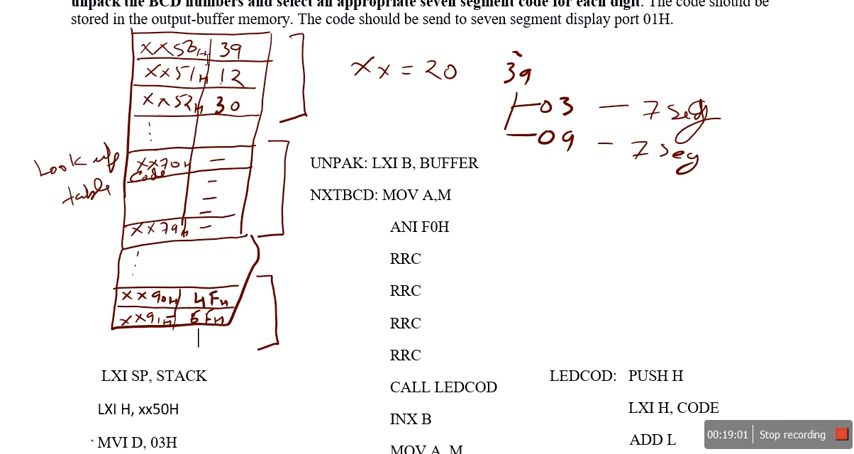 unpack the BCD numbers and select an appropriate seven segment code for each digit. The code should be
stored in the output-buffer memory. The code should be send to seven segment display port 01H.
xx50H 39
xx51H 12
xx52H 30
xx = 20
39
03 - 7 seg
09 - 7 seg
Look up
table
xx70H -
Code -
-
-
xx79H -
xx90H 4FH
xx91H
UNPAK: LXI B, BUFFER
NXTBCD: MOV A,M
ANI F0H
RRC
RRC
RRC
RRC
CALL LEDCOD
INX B
MOV A, M
LXI SP, STACK
LXI H, xx50H
MVI D, 03H
LEDCOD: PUSH H
LXI H, CODE
ADD L
00:19:01 Stop recording